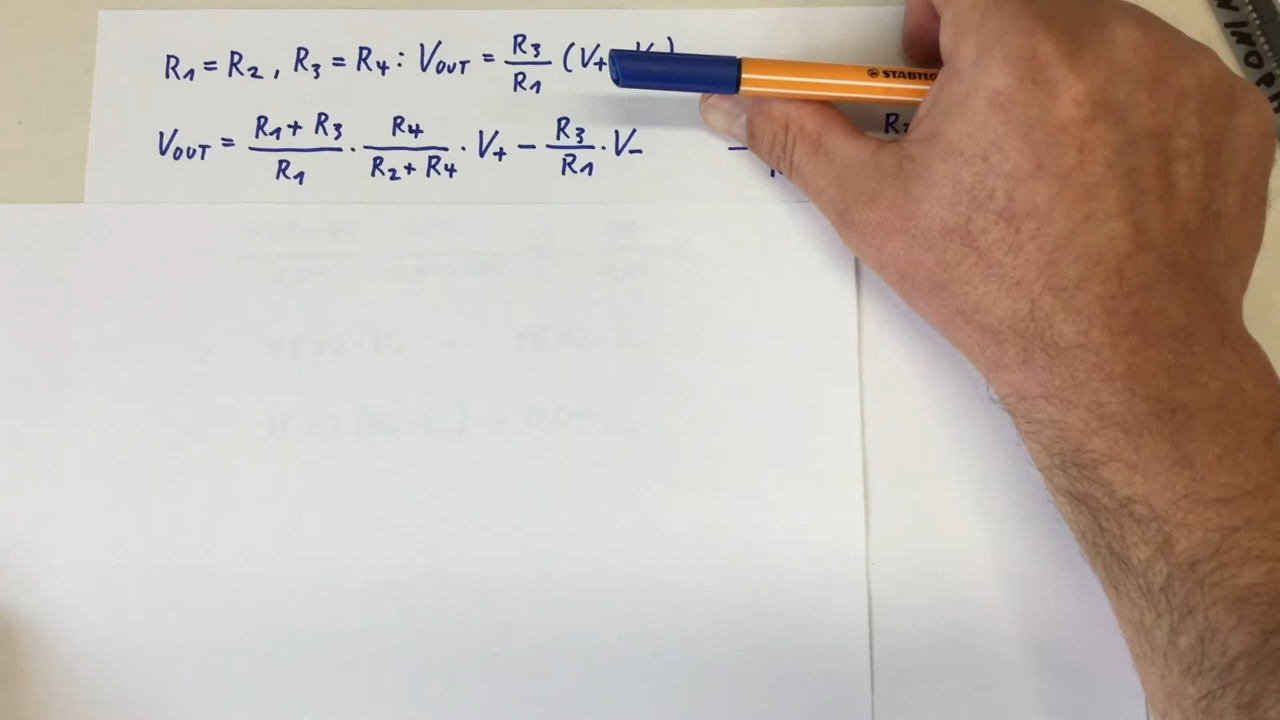 R1 = R2 , R3 = R4 : VOUT = R3/R1 (V+
VOUT = (R1 + R3)/R1 · R4/(R2 + R4) · V+ − R3/R1 · V−
STABILO